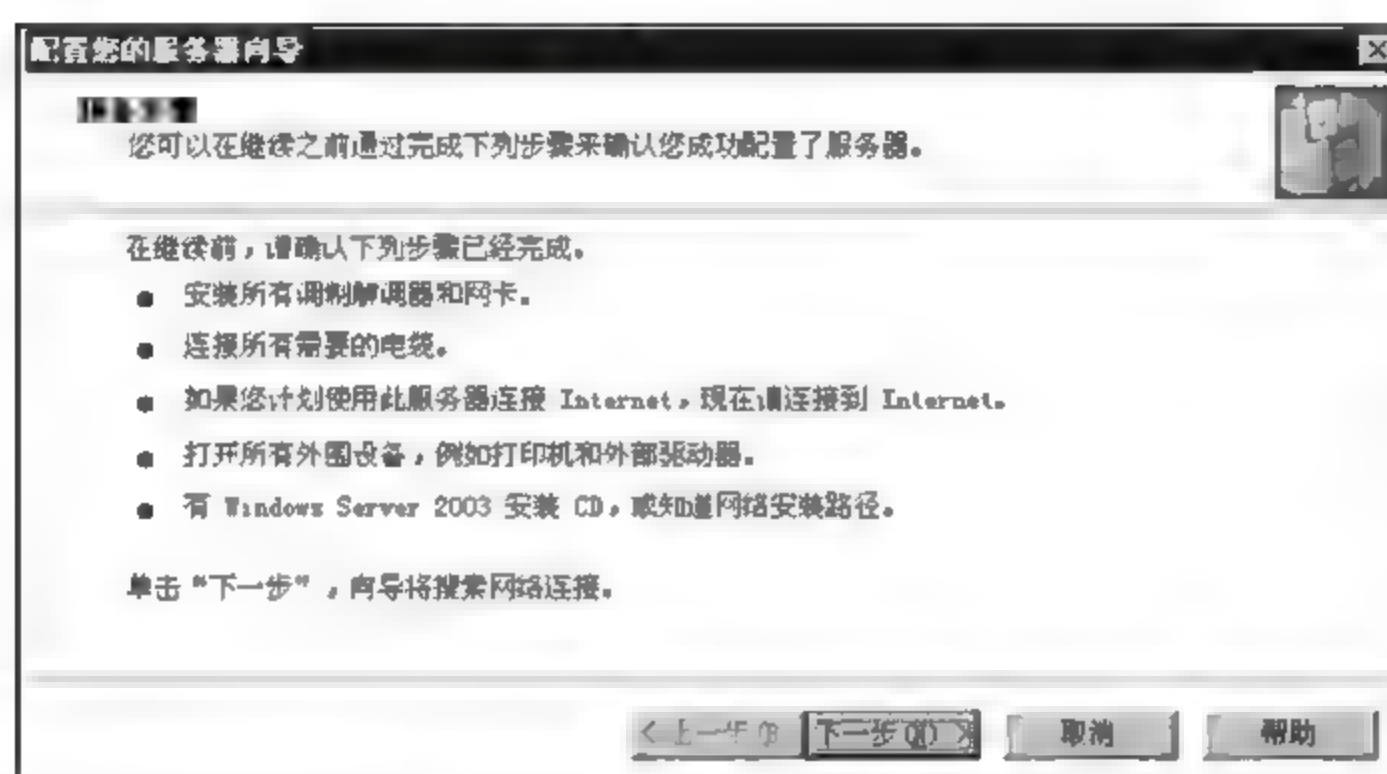 配置您的服务器向导
您可以在继续之前通过完成下列步骤来确认您成功配置了服务器。
在继续前，请确认下列步骤已经完成。
安装所有调制解调器和网卡。
连接所有需要的电缆。
如果您计划使用此服务器连接 Internet，现在请连接到 Internet。
打开所有外围设备，例如打印机和外部驱动器。
有 Windows Server 2003 安装 CD，或知道网络安装路径。
单击“下一步”，向导将搜索网络连接。
< 上一步(B) 下一步(N) > 取消 帮助